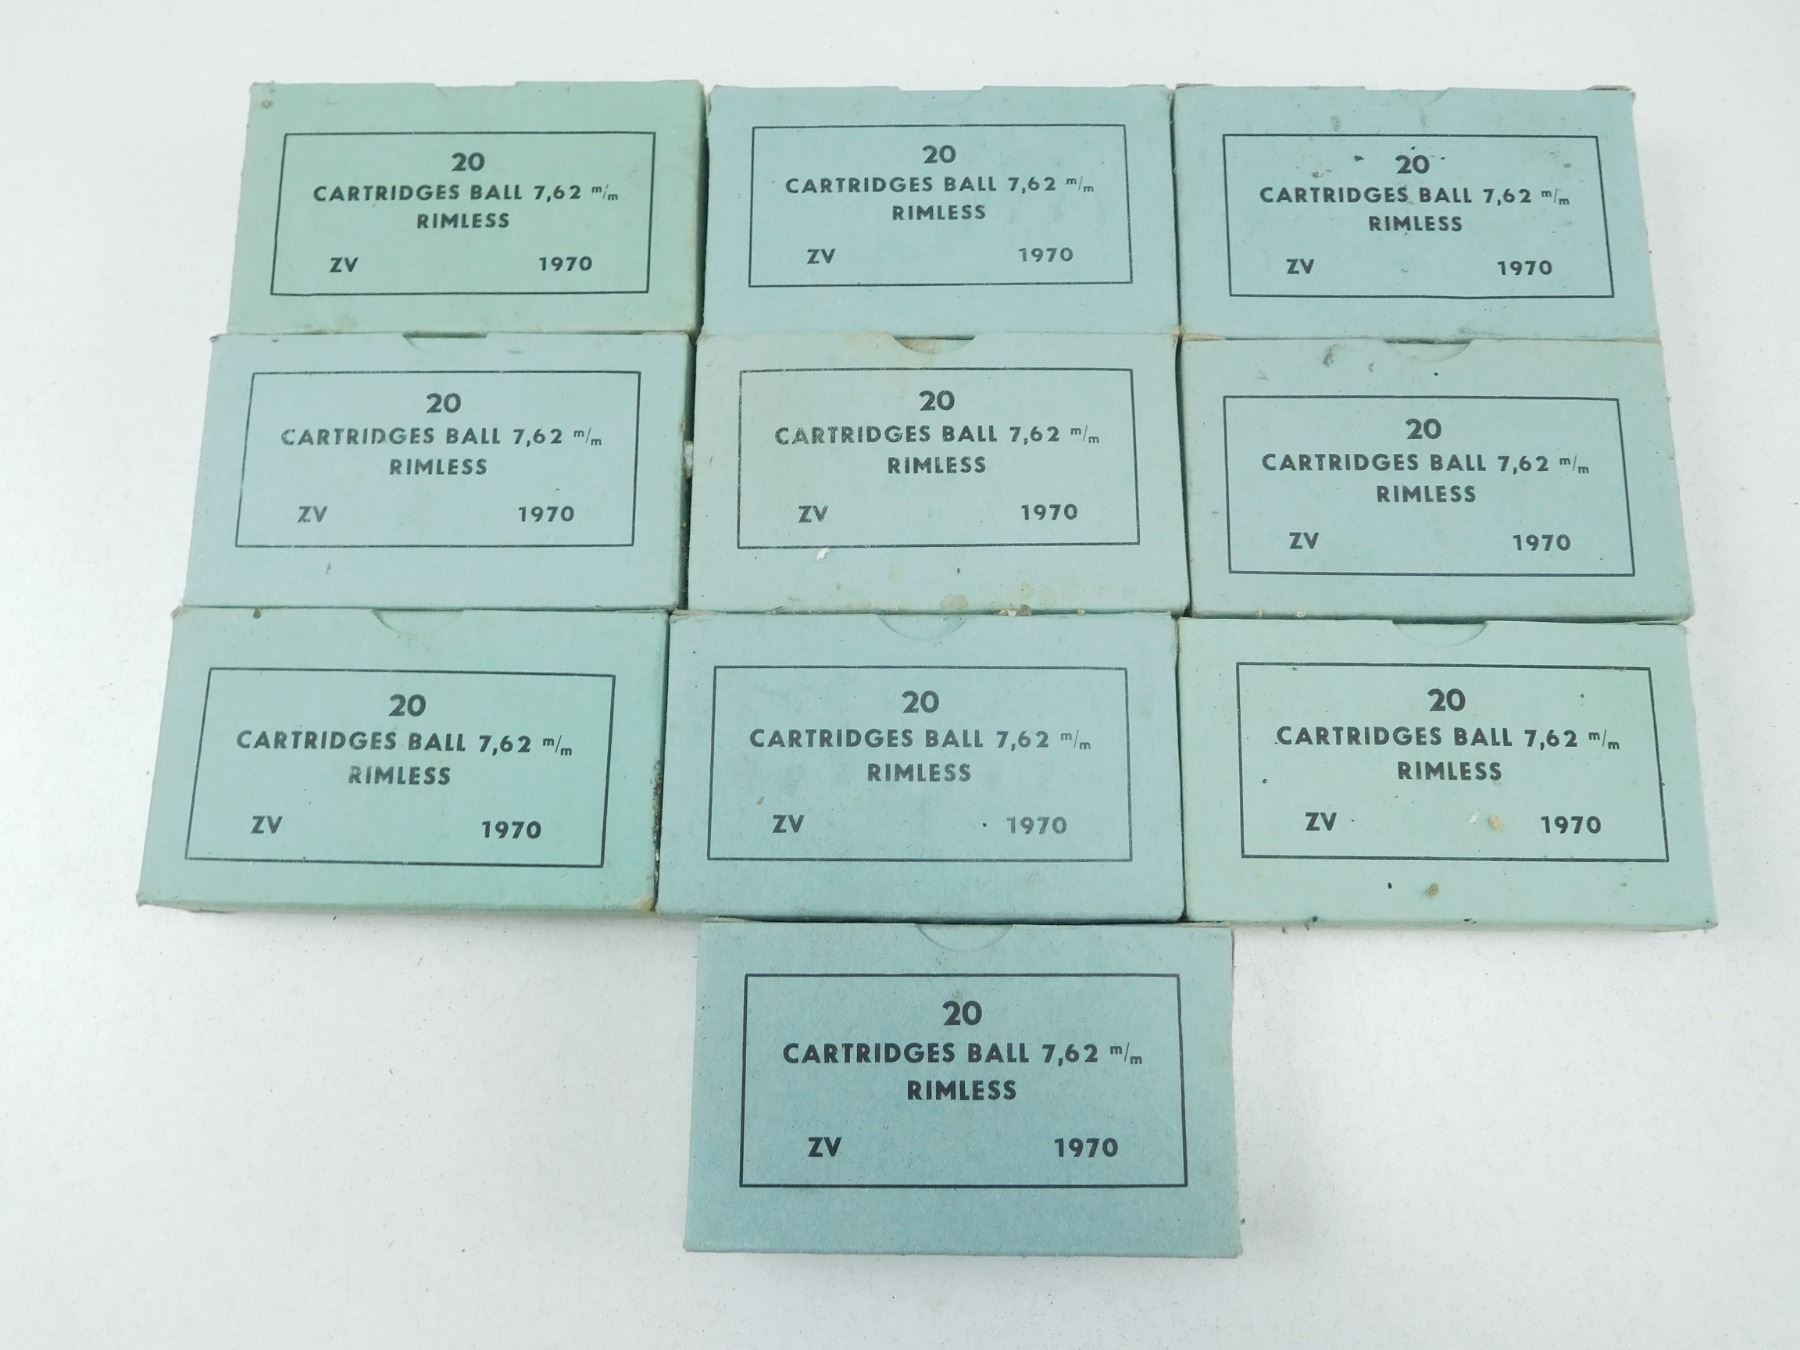 20
CARTRIDGES BALL 7,62 m/m
RIMLESS
ZV 1970
20
CARTRIDGES BALL 7,62 m/m
RIMLESS
ZV 1970
20
CARTRIDGES BALL 7,62 m/m
RIMLESS
ZV 1970
20
CARTRIDGES BALL 7,62 m/m
RIMLESS
ZV 1970
20
CARTRIDGES BALL 7,62 m/m
RIMLESS
ZV 1970
20
CARTRIDGES BALL 7,62 m/m
RIMLESS
ZV 1970
20
CARTRIDGES BALL 7,62 m/m
RIMLESS
ZV 1970
20
CARTRIDGES BALL 7,62 m/m
RIMLESS
ZV 1970
20
CARTRIDGES BALL 7,62 m/m
RIMLESS
ZV 1970
20
CARTRIDGES BALL 7,62 m/m
RIMLESS
ZV 1970